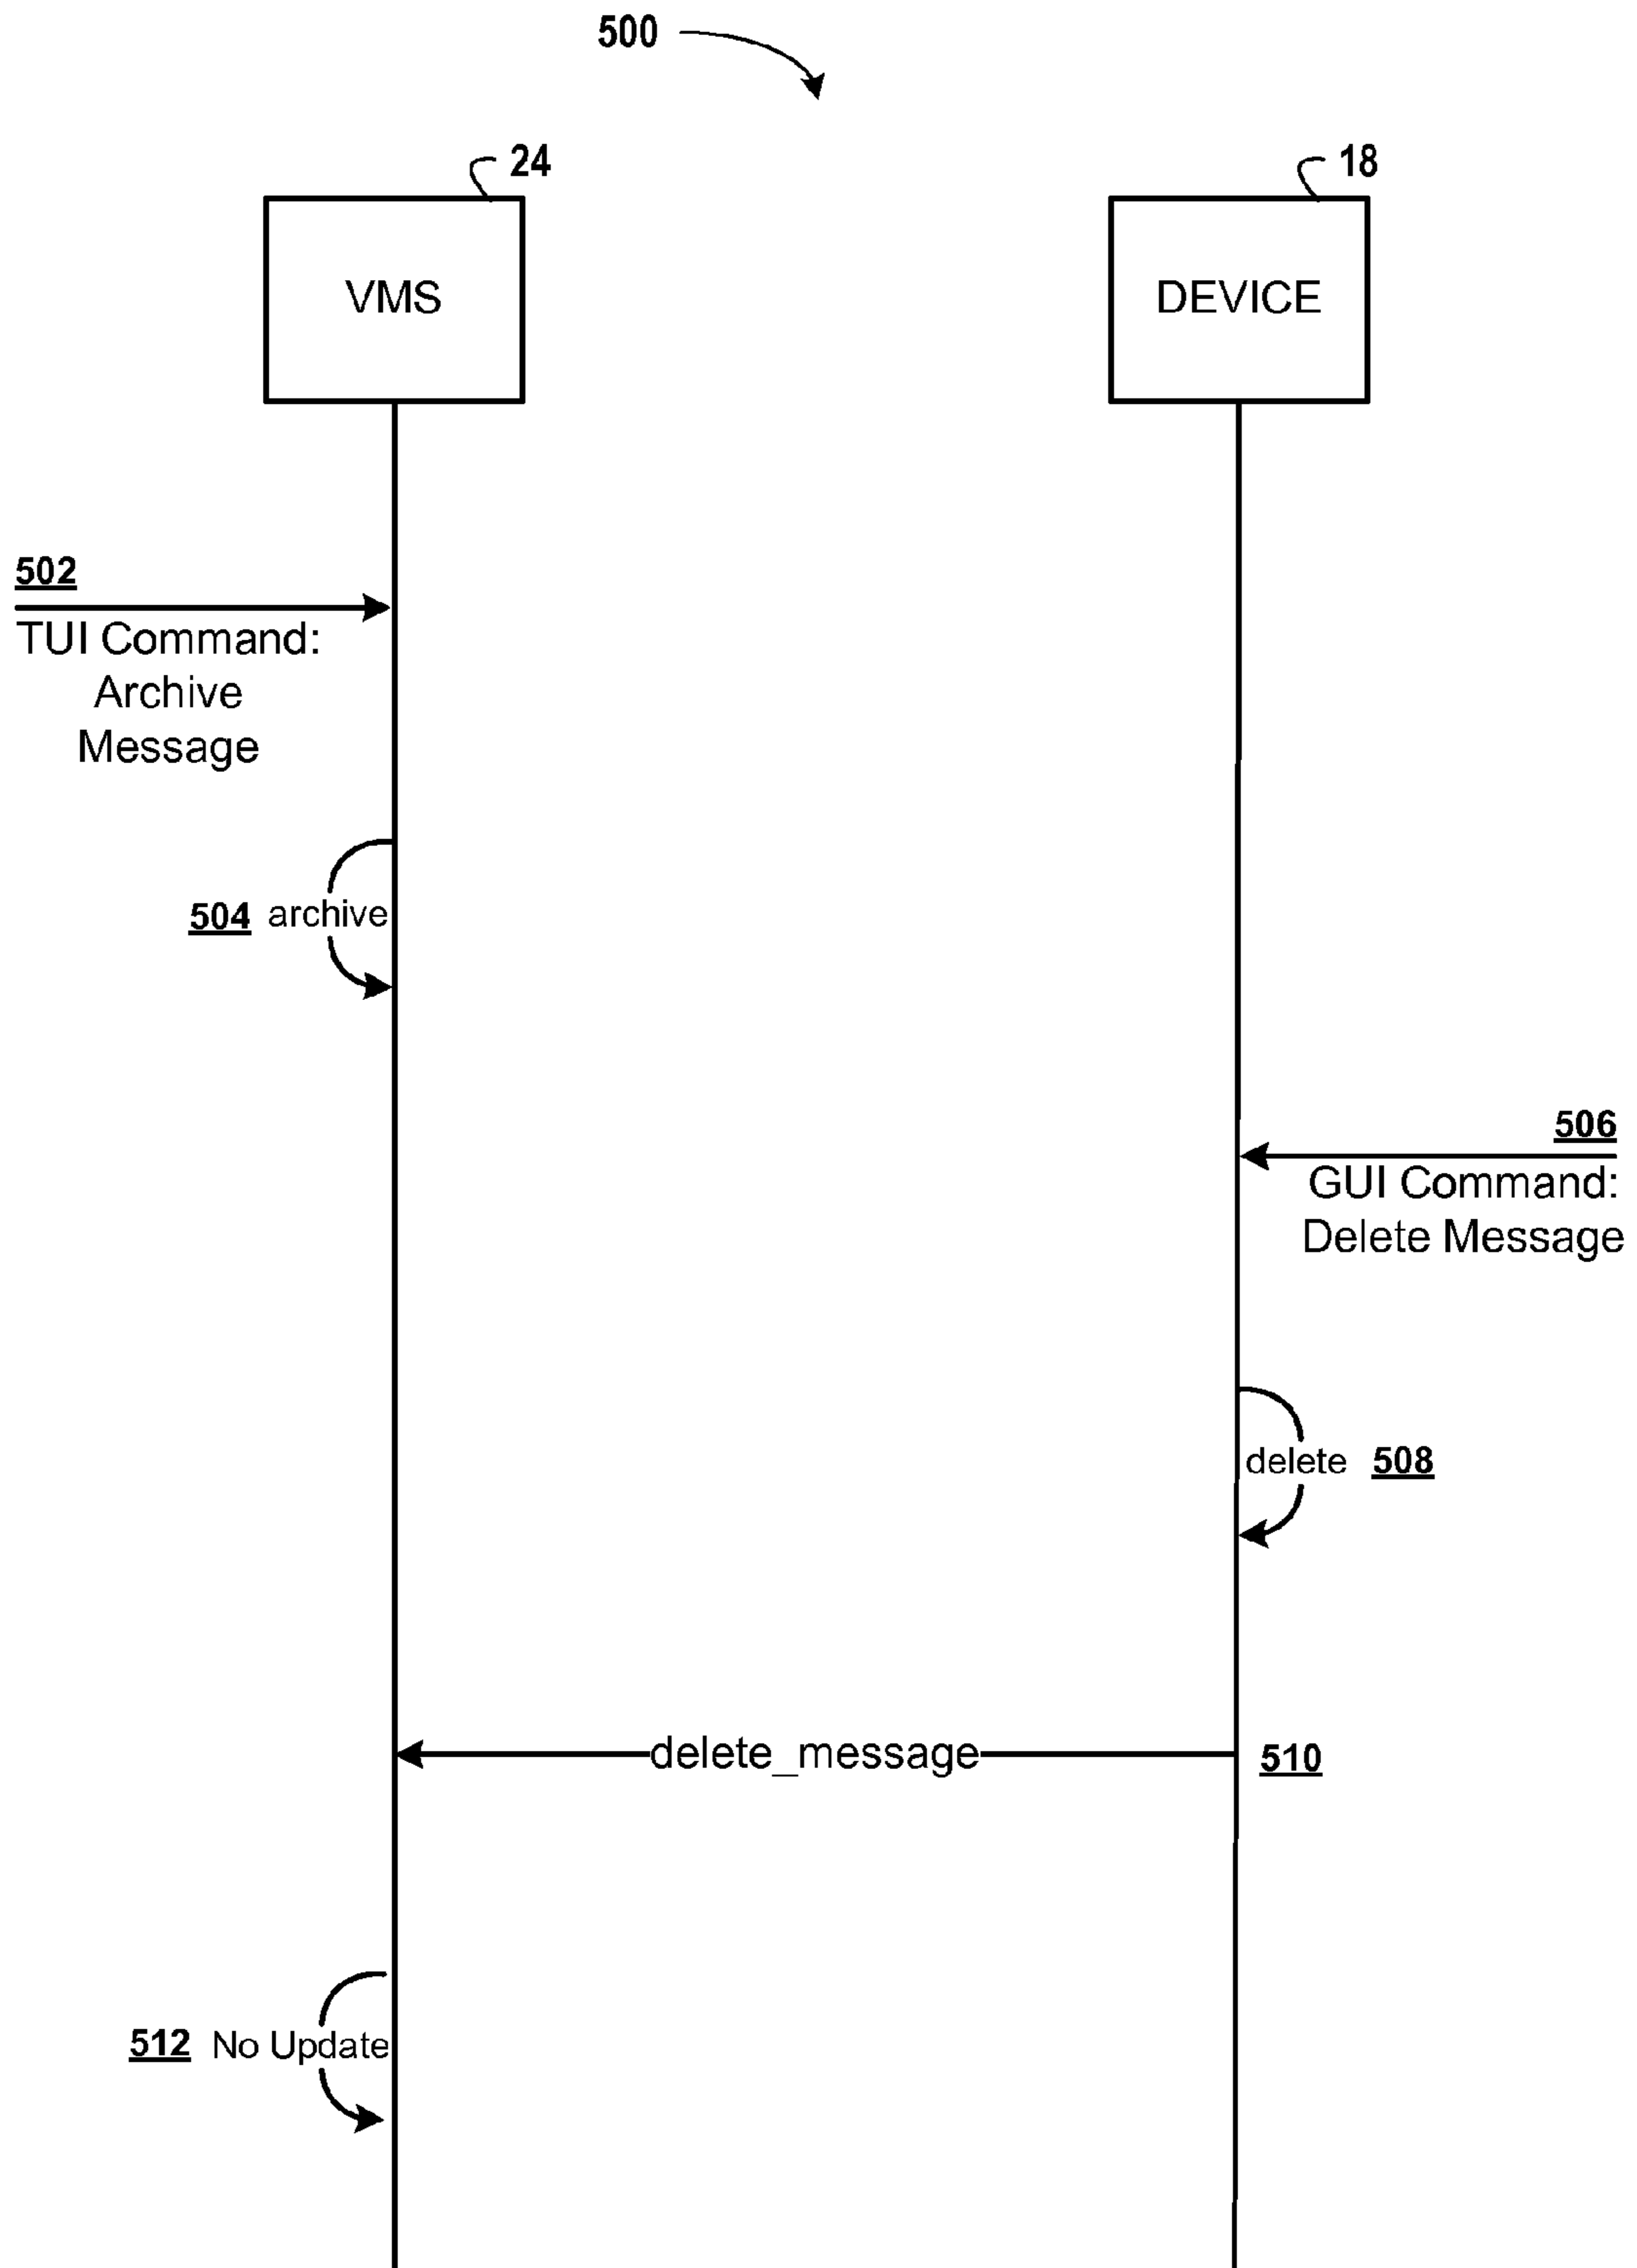 500
24
18
VMS
DEVICE
502
TUI Command:
Archive
Message
504 archive
506
GUI Command:
Delete Message
delete 508
delete_message
510
512 No Update